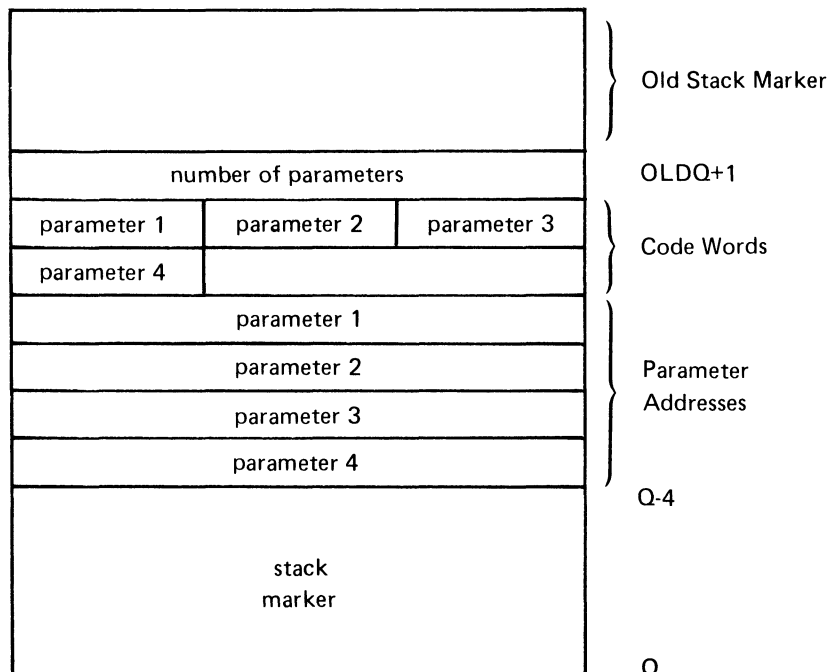 Old Stack Marker
number of parameters OLDQ+1
parameter 1 parameter 2 parameter 3
Code Words
parameter 4
parameter 1
parameter 2
Parameter
Addresses
parameter 3
parameter 4
Q-4
stack
marker
Q